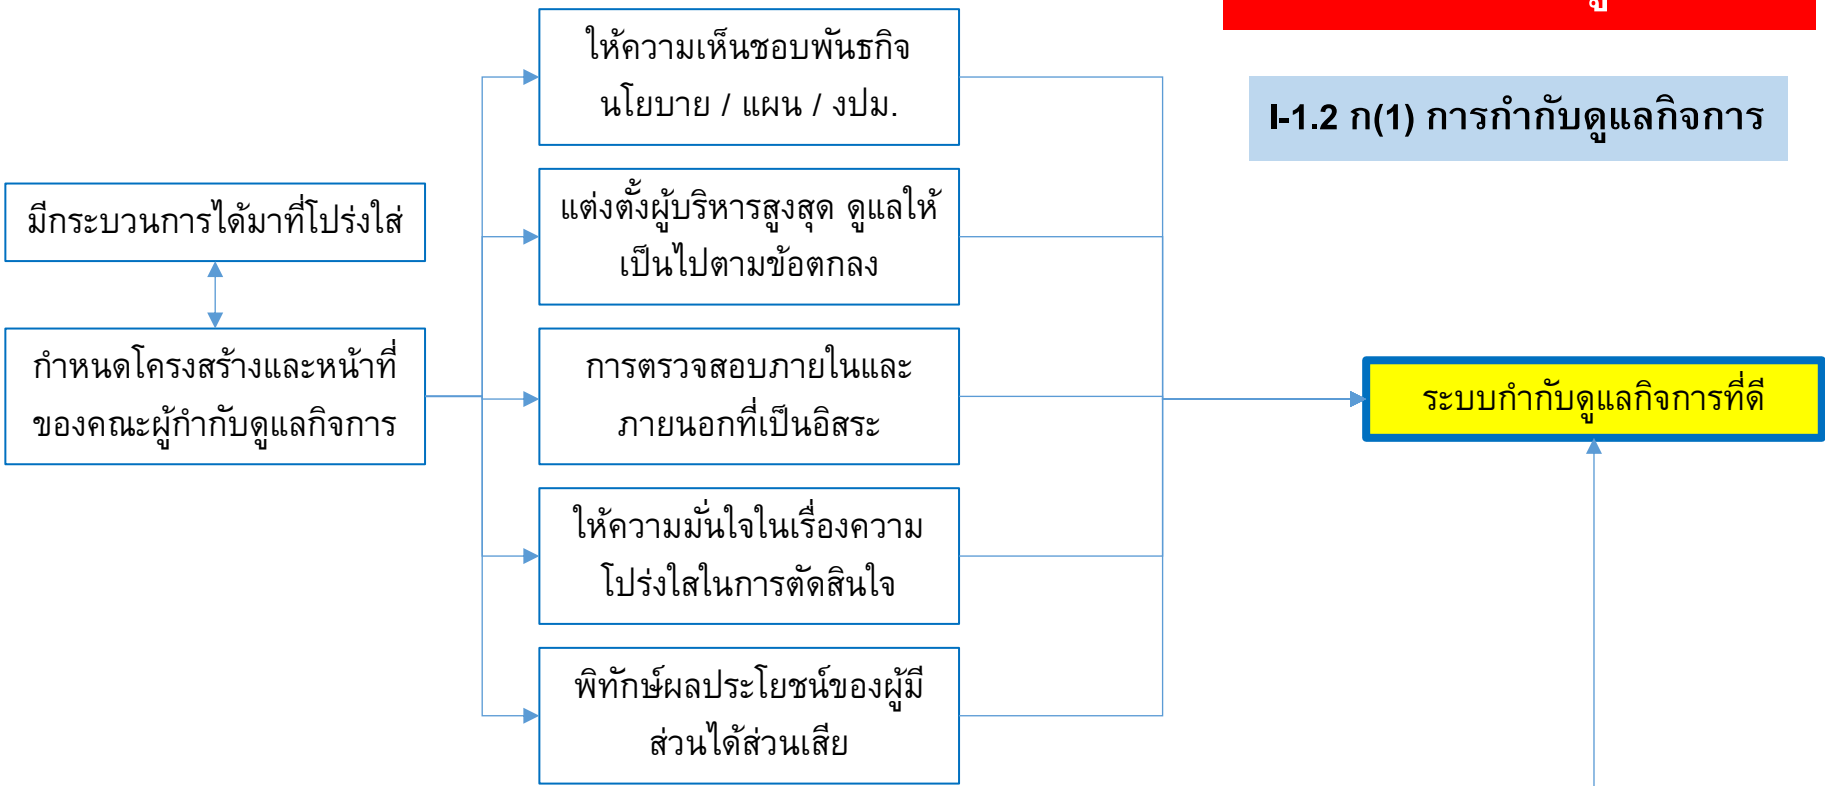 I-1.2 ก(1) การกำกับดูแลกิจการ
ให้ความเห็นชอบพันธกิจ
นโยบาย / แผน / งปม.
มีกระบวนการได้มาที่โปร่งใส่
แต่งตั้งผู้บริหารสูงสุด ดูแลให้
เป็นไปตามข้อตกลง
กำหนดโครงสร้างและหน้าที่
ของคณะผู้กำกับดูแลกิจการ
การตรวจสอบภายในและ
ภายนอกที่เป็นอิสระ
ระบบกำกับดูแลกิจการที่ดี
ให้ความมั่นใจในเรื่องความ
โปร่งใสในการตัดสินใจ
พิทักษ์ผลประโยชน์ของผู้มี
ส่วนได้ส่วนเสีย